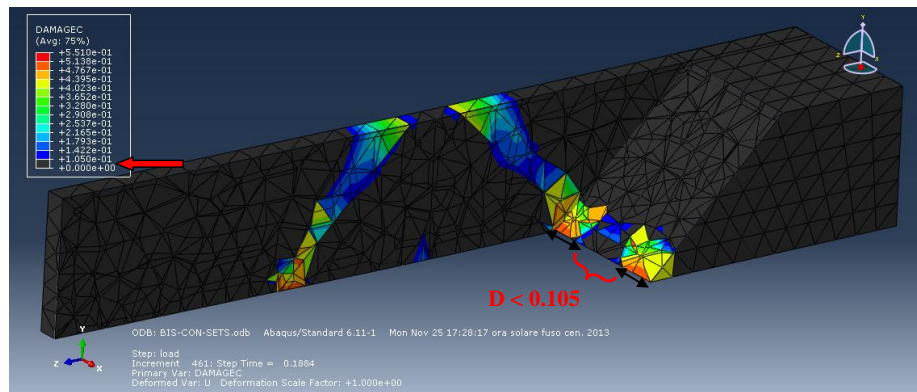 DAMAGEC
(Avg: 75%)
+5.510e-01
+5.138e-01
+4.767e-01
+4.395e-01
+4.023e-01
+3.652e-01
+3.280e-01
+2.908e-01
+2.537e-01
+2.165e-01
+1.793e-01
+1.422e-01
+1.050e-01
+0.000e+00
Y
Z
X
D < 0.105
ODB: BIS-CON-SETS.odb Abaqus/Standard 6.11-1 Mon Nov 25 17:28:17 ora solare fuso cen. 2013
Y
Z
X
Step: load
Increment 461: Step Time = 0.1884
Primary Var: DAMAGEC
Deformed Var: U Deformation Scale Factor: +1.000e+00